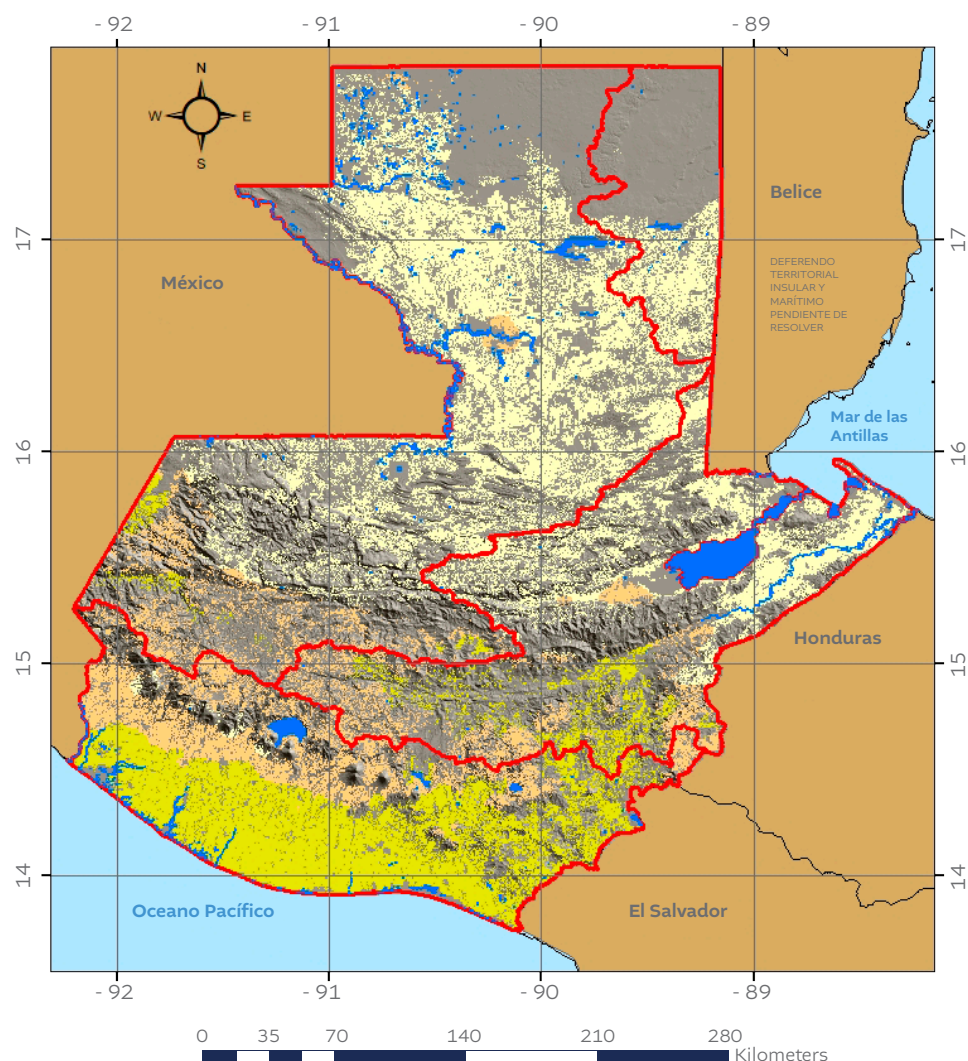 - 92
- 91
- 90
- 89
N
W
E
S
17
17
Belice
DEFERENDO
TERRITORIAL
INSULAR Y
MARÍTIMO
PENDIENTE DE
RESOLVER
México
Mar de las
Antillas
16
16
Honduras
15
15
14
14
Oceano Pacífico
El Salvador
- 92
- 91
- 90
- 89
0
35
70
140
210
280
Kilometers